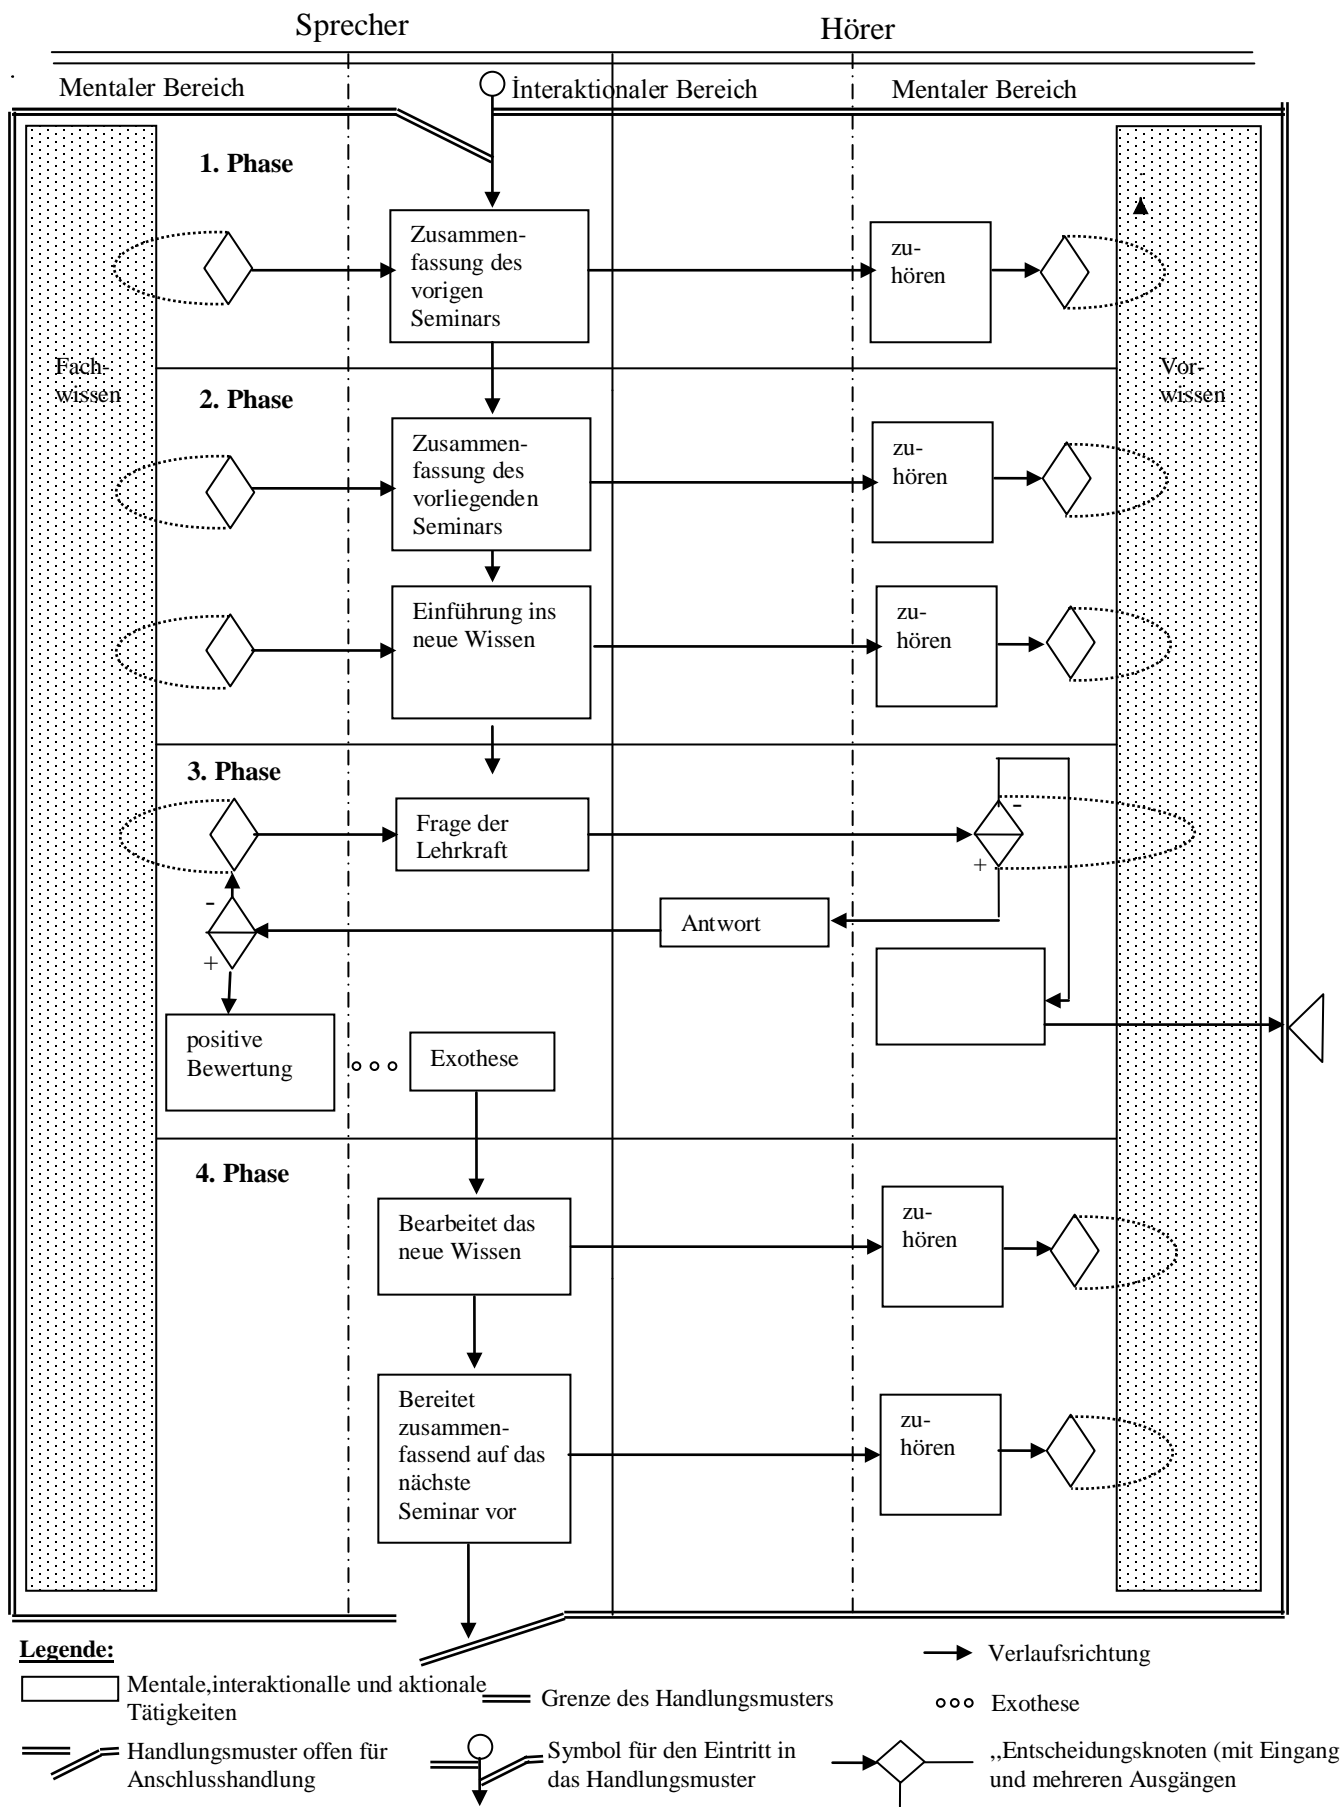 Sprecher
Hörer
Mentaler Bereich
İnteraktionaler Bereich
Mentaler Bereich
1. Phase
Zusammen-
fassung des
vorigen
Seminars
zu-
hören
Fach-
wissen
Vor-
wissen
2. Phase
Zusammen-
fassung des
vorliegenden
Seminars
zu-
hören
Einführung ins
neue Wissen
zu-
hören
3. Phase
Frage der
Lehrkraft
-
+
Antwort
-
+
positive
Bewertung
Exothese
4. Phase
Bearbeitet das
neue Wissen
zu-
hören
Bereitet
zusammen-
fassend auf das
nächste
Seminar vor
zu-
hören
Legende:
Mentale,interaktionalle und aktionale
Tätigkeiten
Grenze des Handlungsmusters
Verlaufsrichtung
Exothese
Handlungsmuster offen für
Anschlusshandlung
Symbol für den Eintritt in
das Handlungsmuster
,,Entscheidungsknoten (mit Eingang
und mehreren Ausgängen